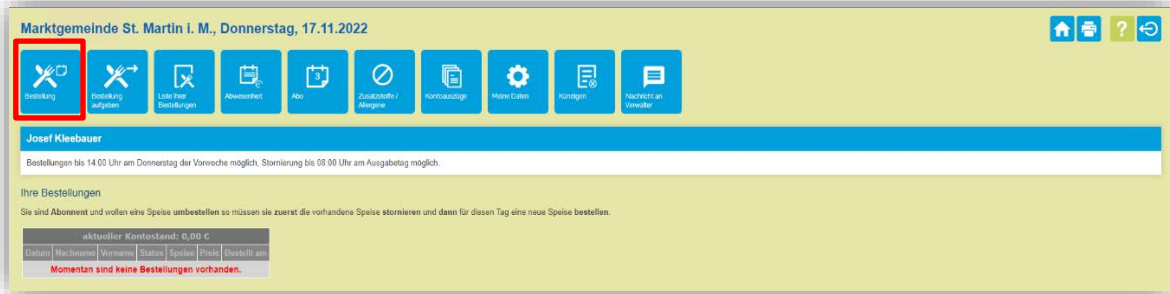 Marktgemeinde St. Martin i. M., Donnerstag, 17.11.2022
?
Bestellung
Bestellung aufgeben
Liste Ihrer Bestellungen
Abwesenheit
3
Abo
Zusatzstoffe / Allergene
Kontoauszüge
Meine Daten
Kündigen
Nachricht an Verwalter
Josef Kleebauer
Bestellungen bis 14:00 Uhr am Donnerstag der Vorwoche möglich, Stornierung bis 08:00 Uhr am Ausgabetag möglich.
Ihre Bestellungen
Sie sind Abonnent und wollen eine Speise umbestellen so müssen sie zuerst die vorhandene Speise stornieren und dann für diesen Tag eine neue Speise bestellen.
aktueller Kontostand: 0,00 €
Datum Nachname Vorname Status Speise Preis Bestellt am
Momentan sind keine Bestellungen vorhanden.